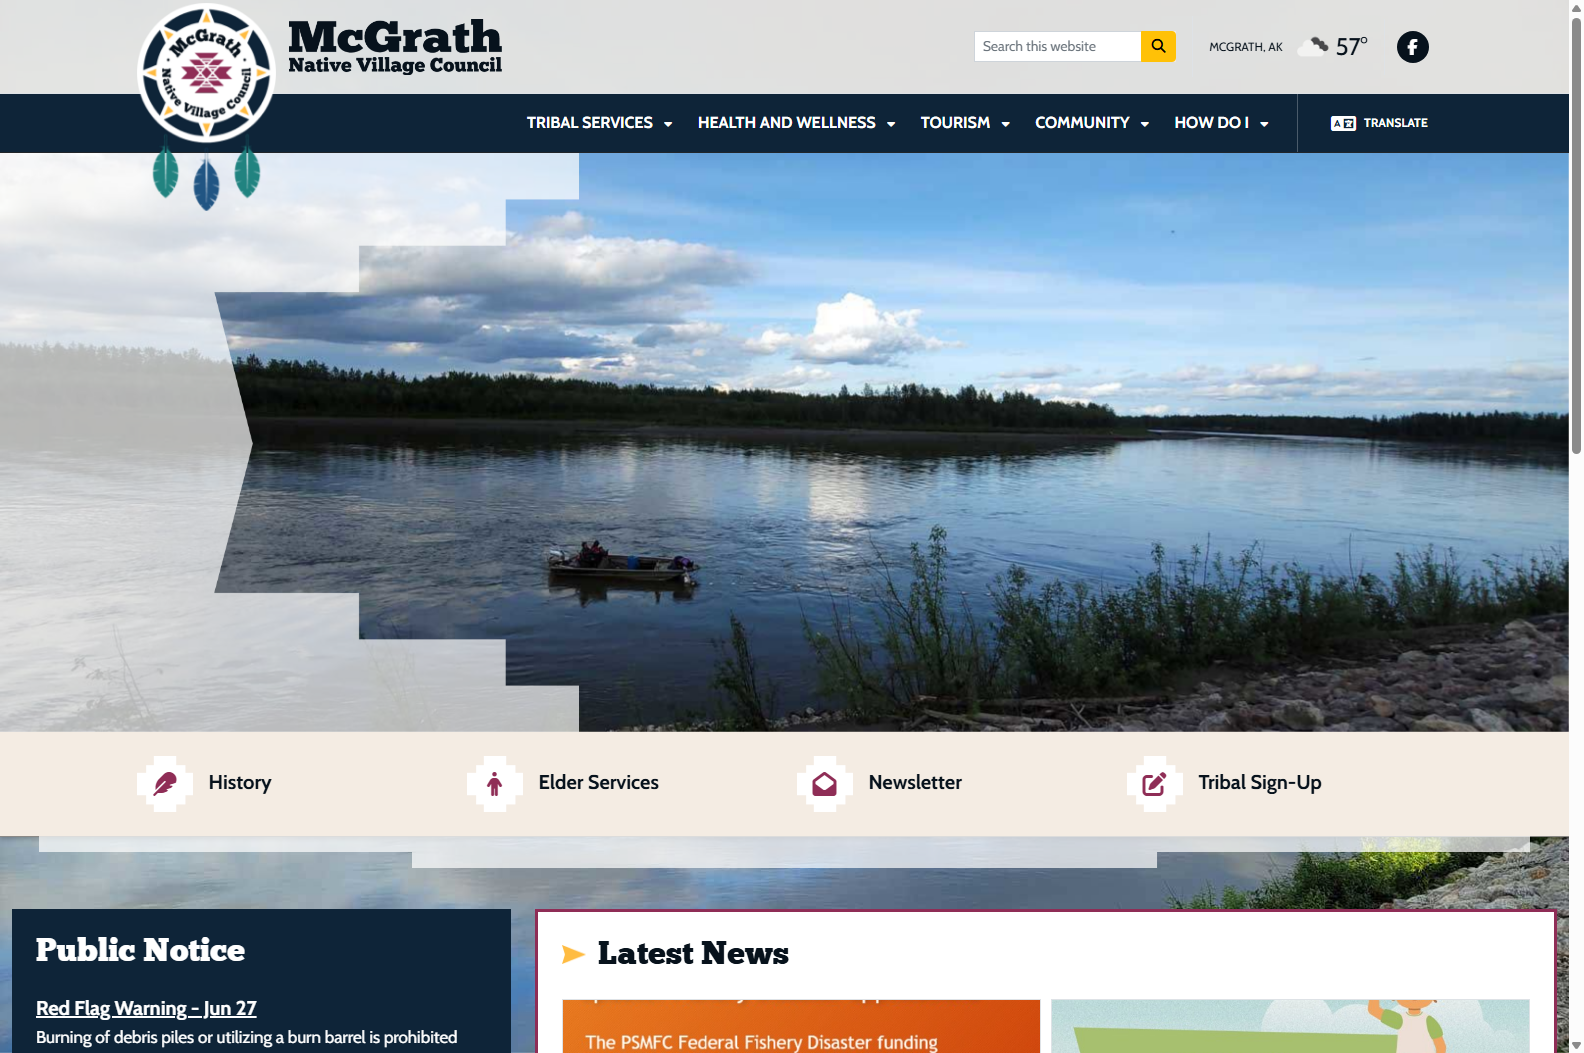 McGrath
Native Village Council
McGrath
Native Village Council
Search this website
MCGRATH, AK
57°
TRIBAL SERVICES
HEALTH AND WELLNESS
TOURISM
COMMUNITY
HOW DO I
TRANSLATE
History
Elder Services
Newsletter
Tribal Sign-Up
Public Notice
Red Flag Warning - Jun 27
Burning of debris piles or utilizing a burn barrel is prohibited
Latest News
The PSMFC Federal Fishery Disaster funding